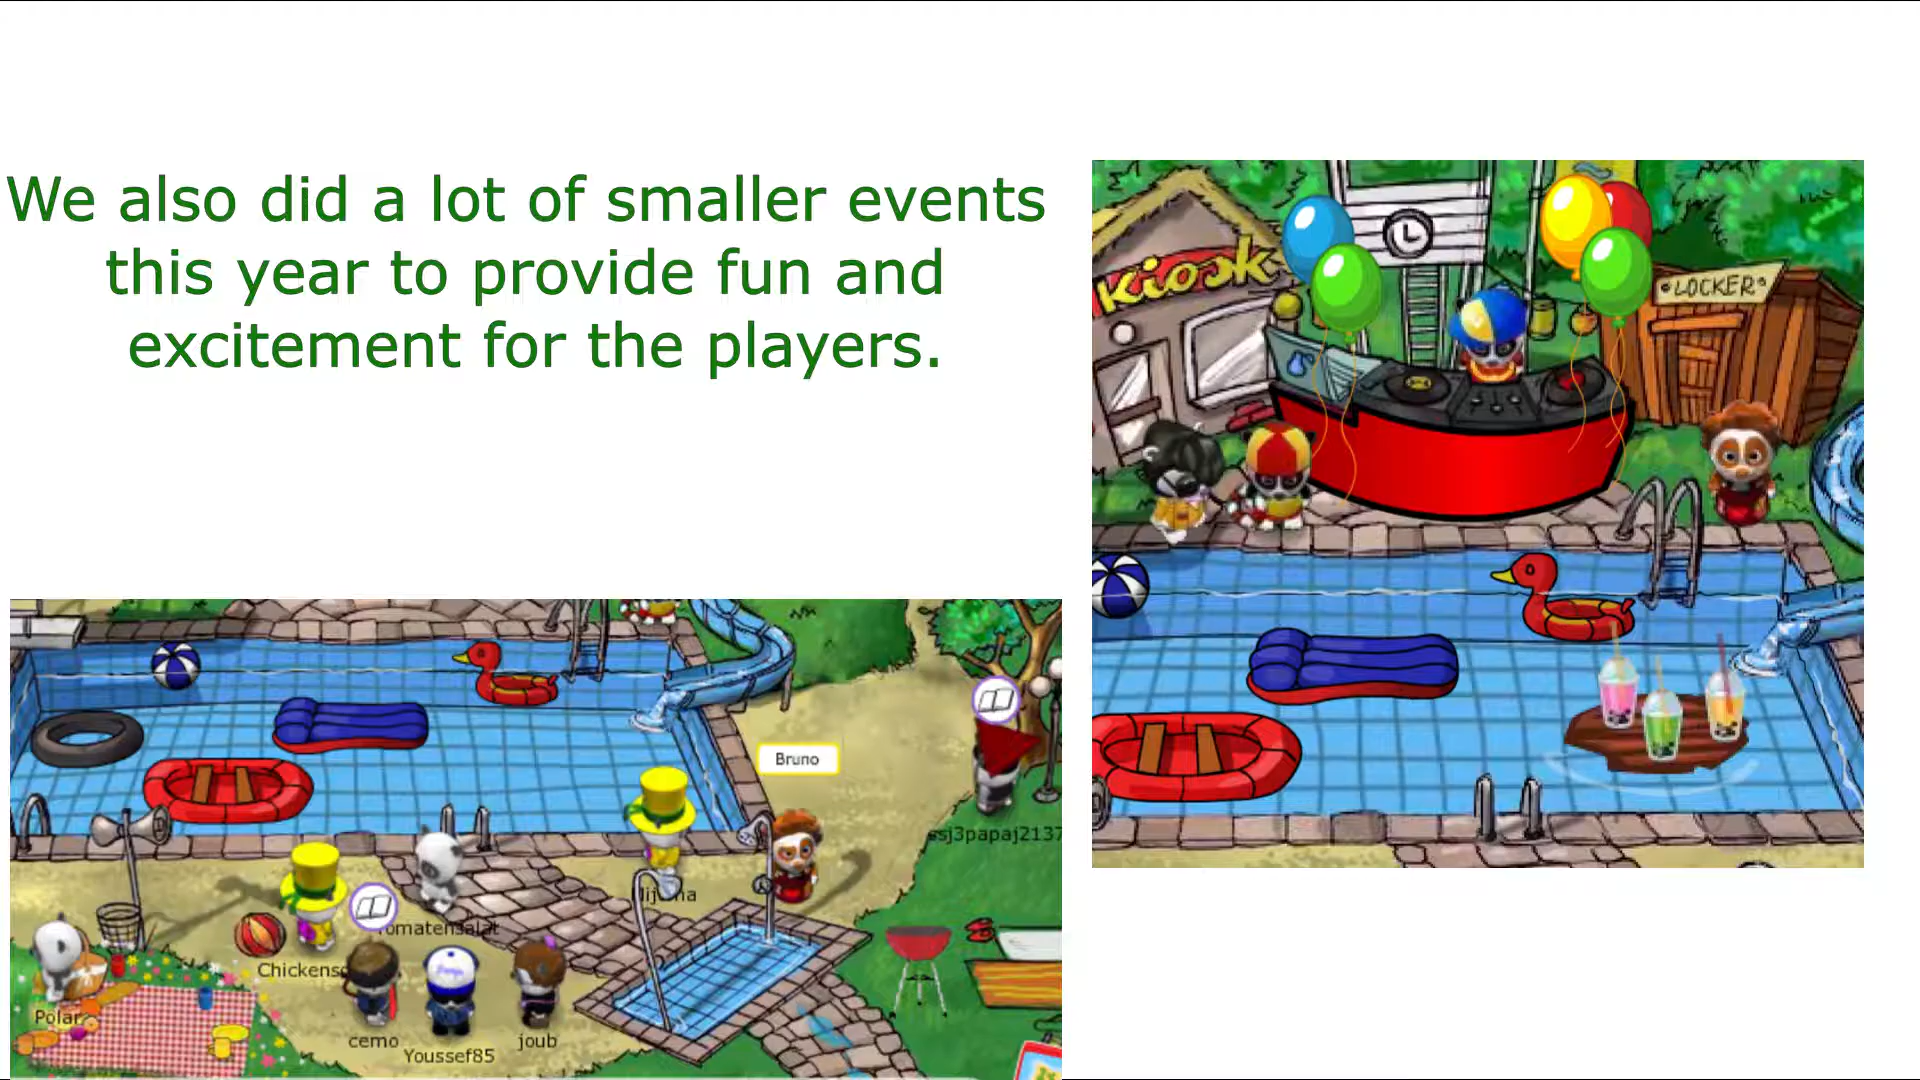 We also did a lot of smaller events
this year to provide fun and
excitement for the players.
kiosk
LOCKER
Bruno
ssj3papaj2137
Tomatensalat
cemo
Youssef85
joub
Polar